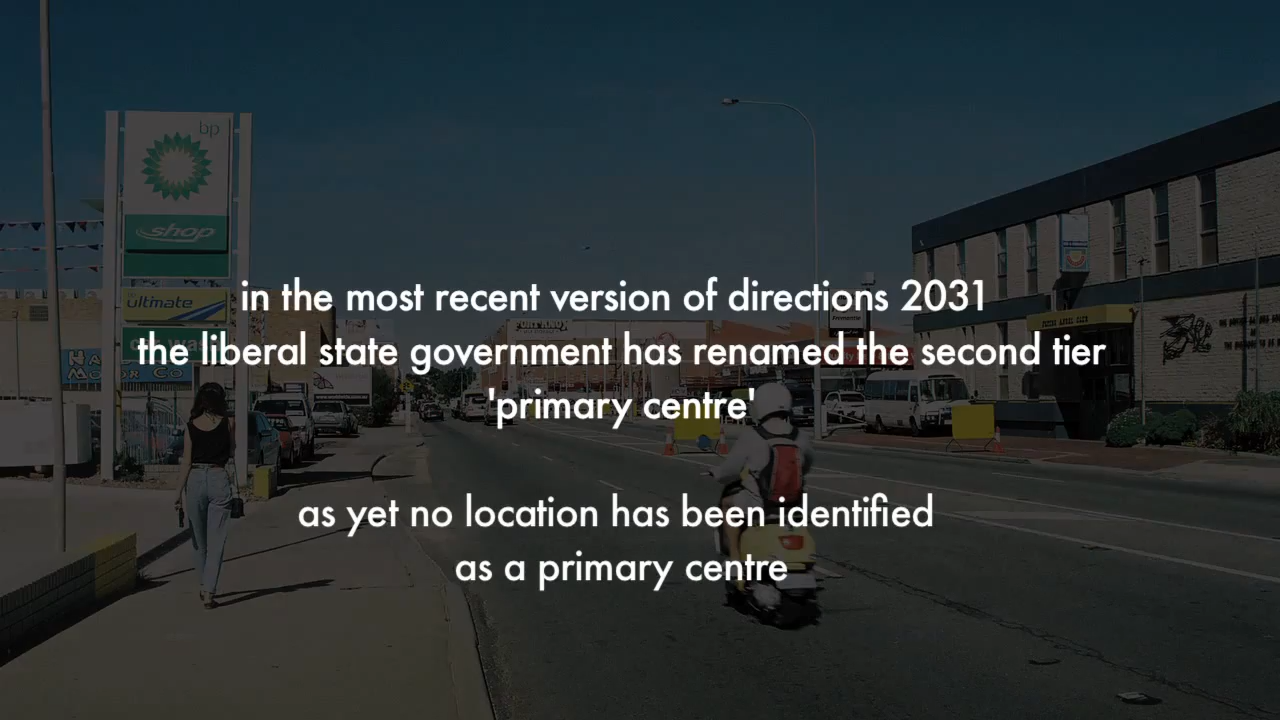 bp
shop
ultimate
in the most recent version of directions 2031
the liberal state government has renamed the second tier
'primary centre'
as yet no location has been identified
as a primary centre